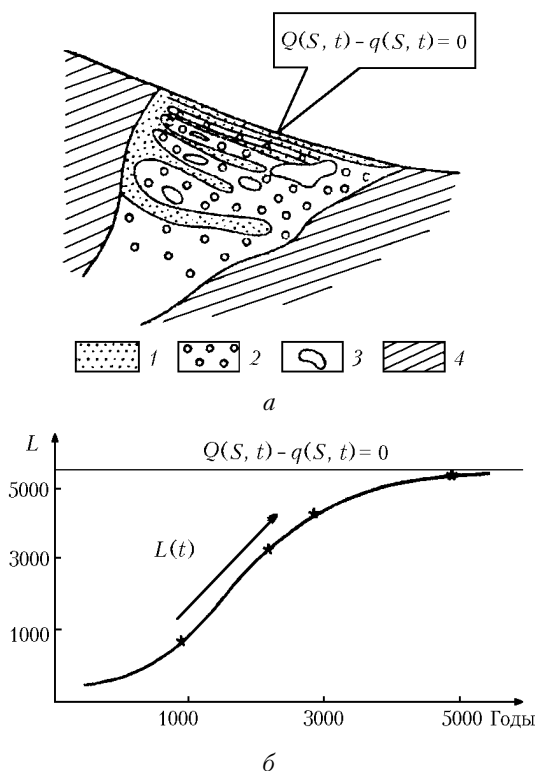 Q(S, t) – q(S, t) = 0
1 2 3 4
а
L
Q(S, t) – q(S, t) = 0
5000
L(t)
3000
1000
1000 3000 5000 Годы
б